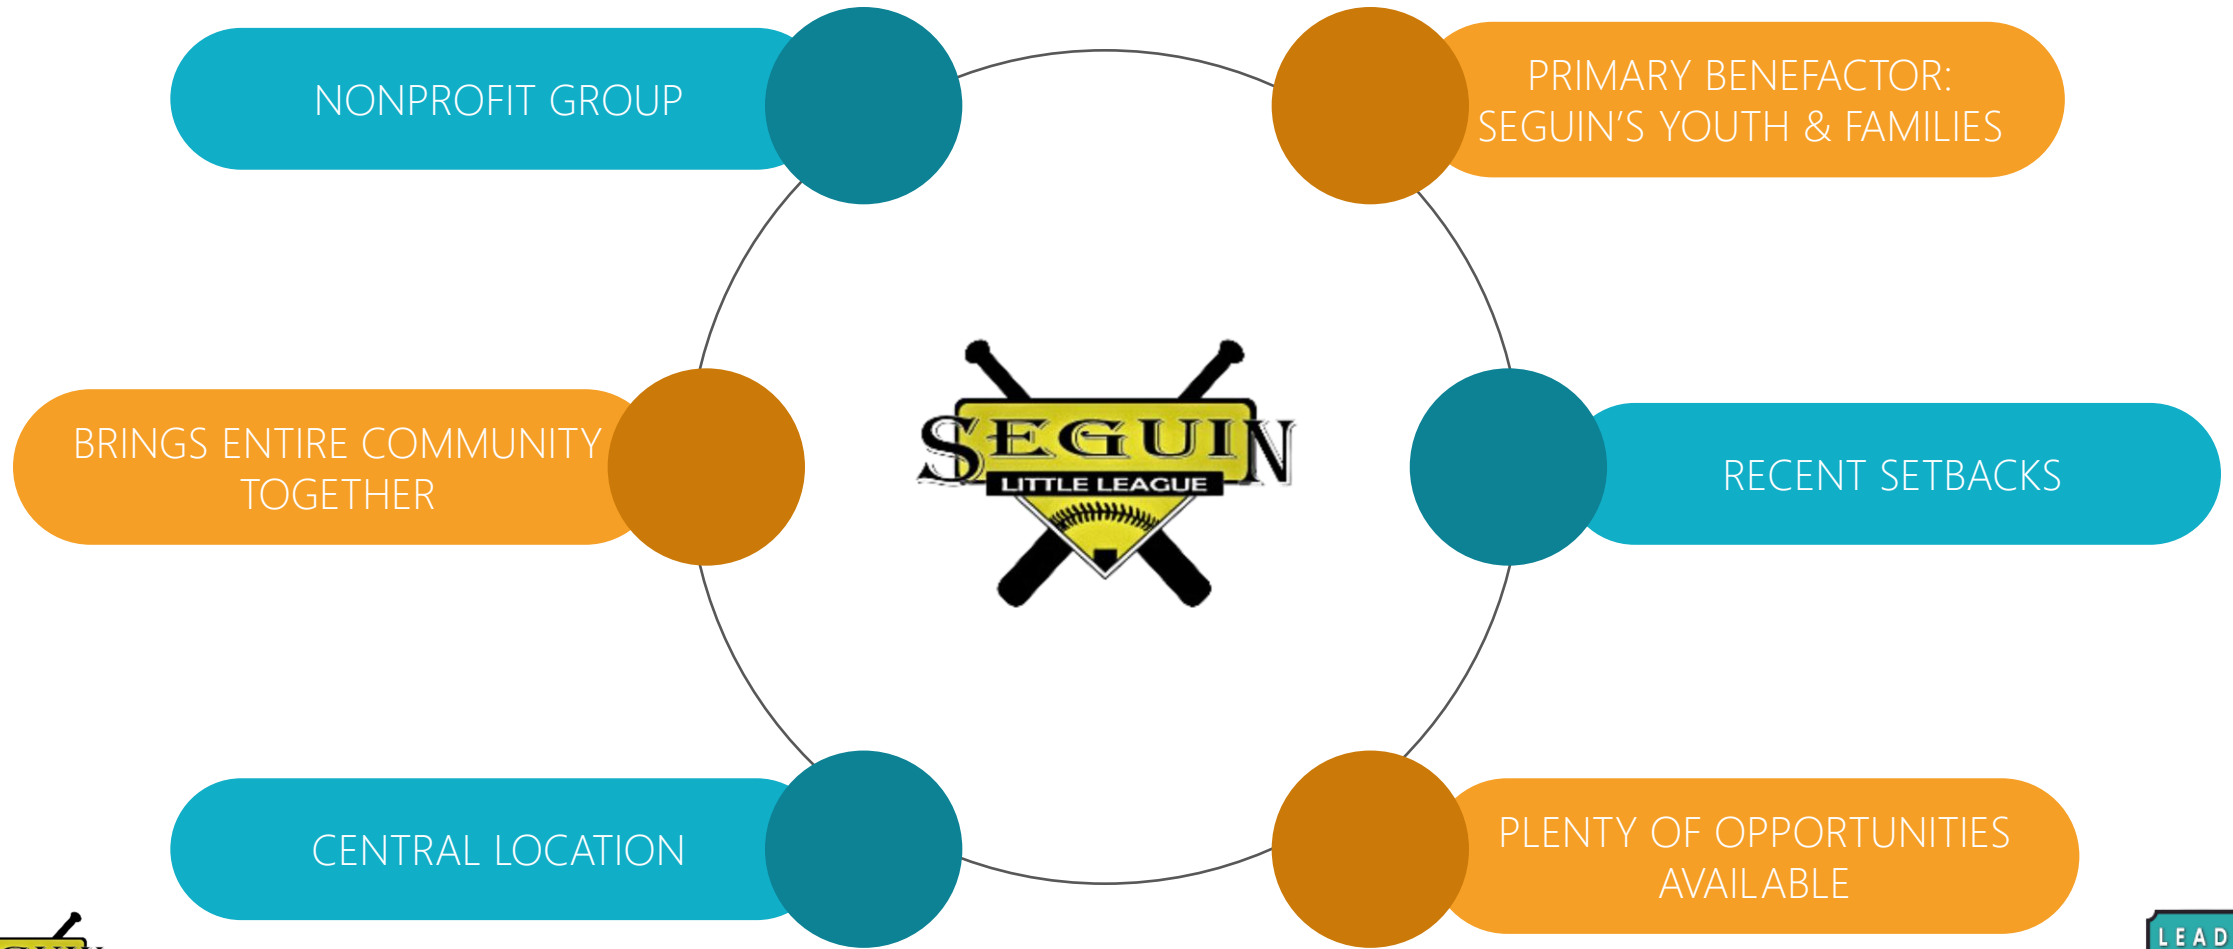 NONPROFIT GROUP
PRIMARY BENEFACTOR:
SEGUIN’S YOUTH & FAMILIES
BRINGS ENTIRE COMMUNITY
TOGETHER
SEGUIN
LITTLE LEAGUE
RECENT SETBACKS
CENTRAL LOCATION
PLENTY OF OPPORTUNITIES
AVAILABLE